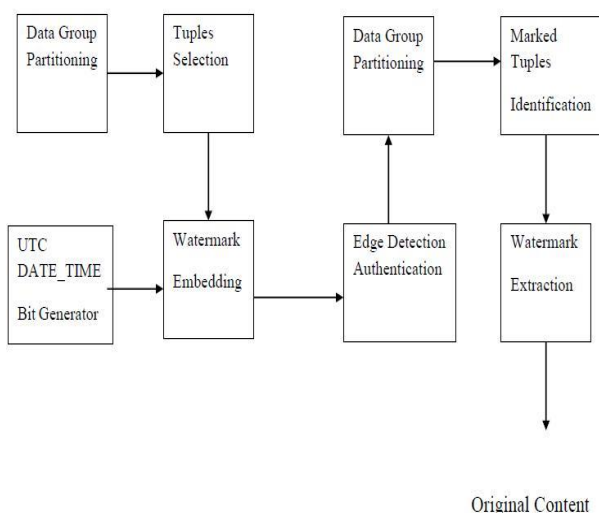 Data Group
Partitioning
Tuples
Selection
Data Group
Partitioning
Marked
Tuples
Identification
UTC
DATE_TIME
Bit Generator
Watermark
Embedding
Edge Detection
Authentication
Watermark
Extraction
Original Content